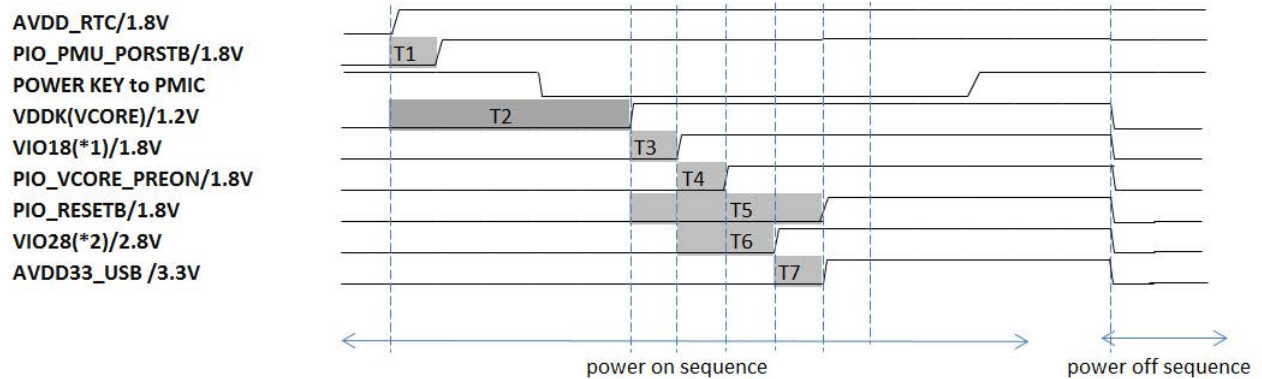 AVDD_RTC/1.8V
PIO_PMU_PORSTB/1.8V
T1
POWER KEY to PMIC
VDDK(VCORE)/1.2V
T2
VIO18(*1)/1.8V
T3
PIO_VCORE_PREON/1.8V
T4
PIO_RESETB/1.8V
T5
VIO28(*2)/2.8V
T6
AVDD33_USB /3.3V
T7
power on sequence
power off sequence